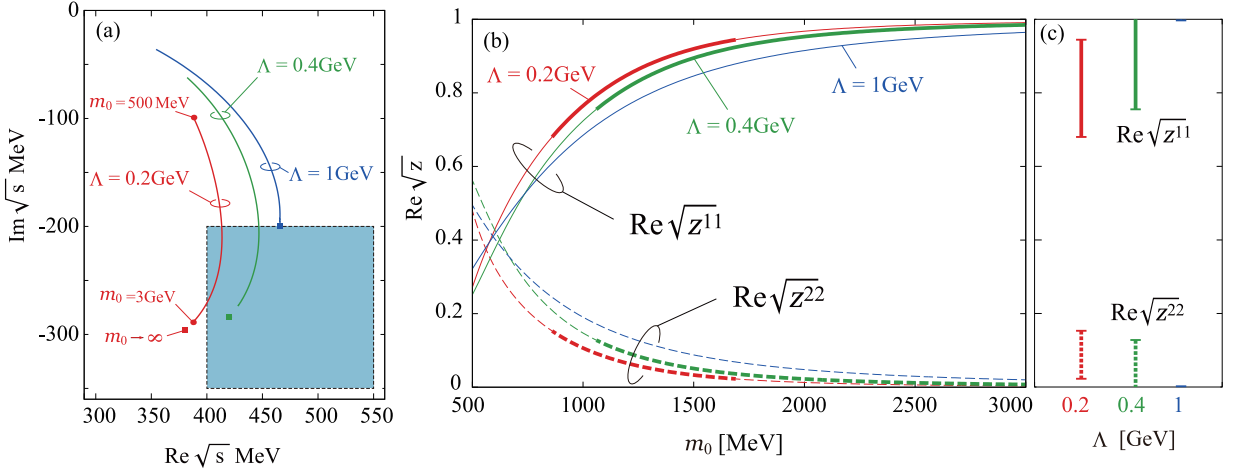 (a)
0
-100
-200
-300
Im √s MeV
300
350
400
450
500
550
Re √s MeV
Λ = 0.4GeV
m₀ = 500 MeV
Λ = 1GeV
Λ = 0.2GeV
m₀ = 3GeV
m₀ → ∞
(b)
1
0.8
0.6
0.4
0.2
0
Re √z
500
1000
1500
2000
2500
3000
m₀ [MeV]
Λ = 0.2GeV
Λ = 1GeV
Λ = 0.4GeV
Re √z¹¹
Re √z²²
(c)
Re √z¹¹
Re √z²²
0.2
0.4
1
Λ [GeV]